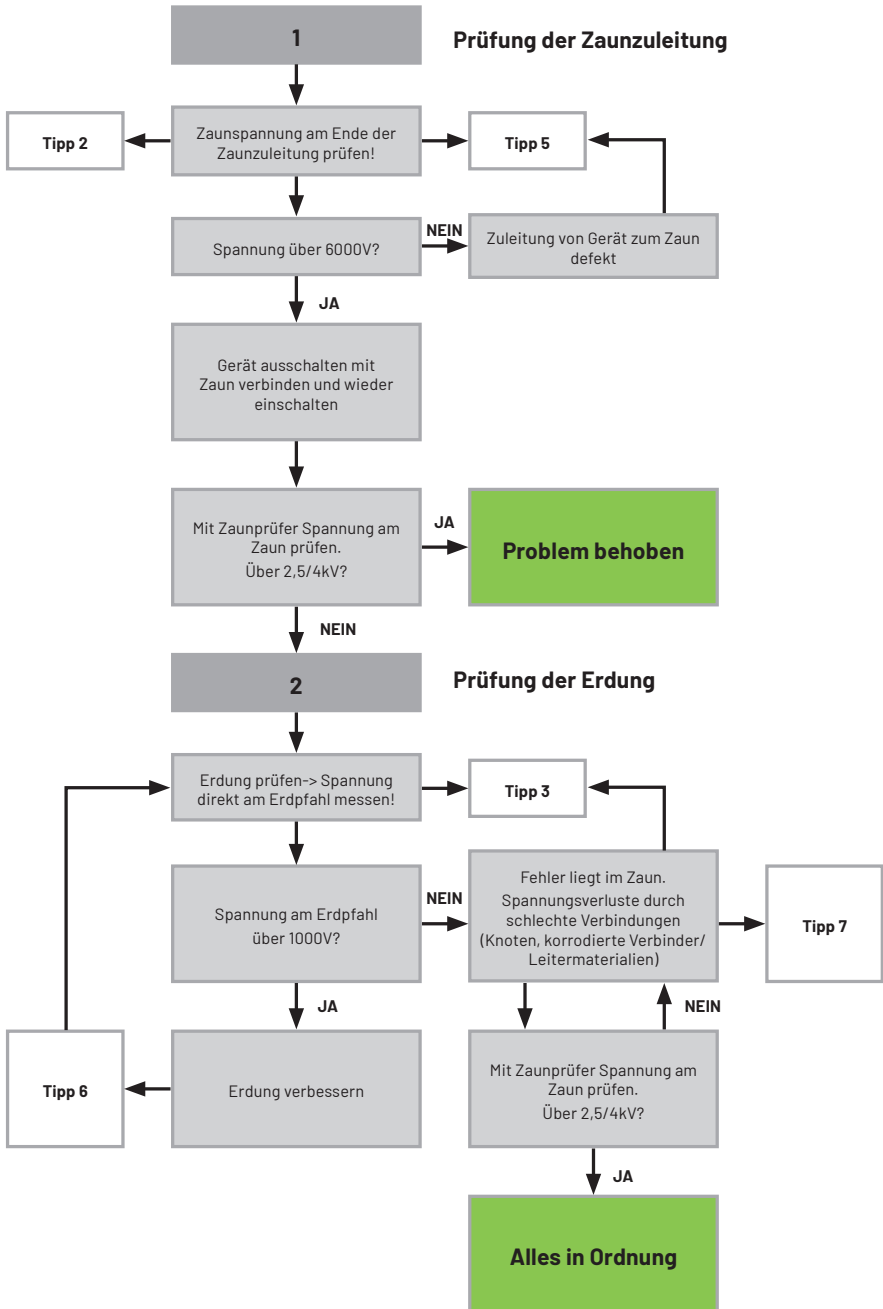 1
Prüfung der Zaunzuleitung
Tipp 2
Zaunspannung am Ende der
Zaunzuleitung prüfen!
Tipp 5
Spannung über 6000V?
NEIN
Zuleitung von Gerät zum Zaun
defekt
JA
Gerät ausschalten mit
Zaun verbinden und wieder
einschalten
Mit Zaunprüfer Spannung am
Zaun prüfen.
Über 2,5/4kV?
JA
Problem behoben
NEIN
2
Prüfung der Erdung
Erdung prüfen-> Spannung
direkt am Erdpfahl messen!
Tipp 3
Spannung am Erdpfahl
über 1000V?
NEIN
Fehler liegt im Zaun.
Spannungsverluste durch
schlechte Verbindungen
(Knoten, korrodierte Verbinder/
Leitermaterialien)
Tipp 7
JA
NEIN
Tipp 6
Erdung verbessern
Mit Zaunprüfer Spannung am
Zaun prüfen.
Über 2,5/4kV?
JA
Alles in Ordnung